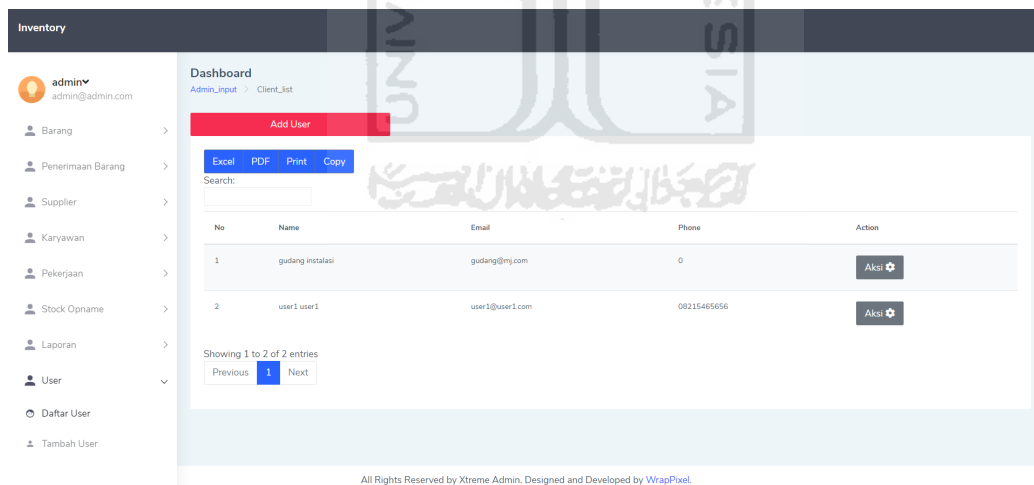 Inventory
admin
admin@admin.com
Barang
Penerimaan Barang
Supplier
Karyawan
Pekerjaan
Stock Opname
Laporan
User
Daftar User
Tambah User
Dashboard
Admin_input > Client_list
Add User
Excel PDF Print Copy
Search:
No Name Email Phone Action
1 gudang instalasi gudang@mj.com 0 Aksi
2 user1 user1 user1@user1.com 08215465656 Aksi
Showing 1 to 2 of 2 entries
Previous 1 Next
All Rights Reserved by Xtreme Admin. Designed and Developed by WrapPixel.
UN
SIA